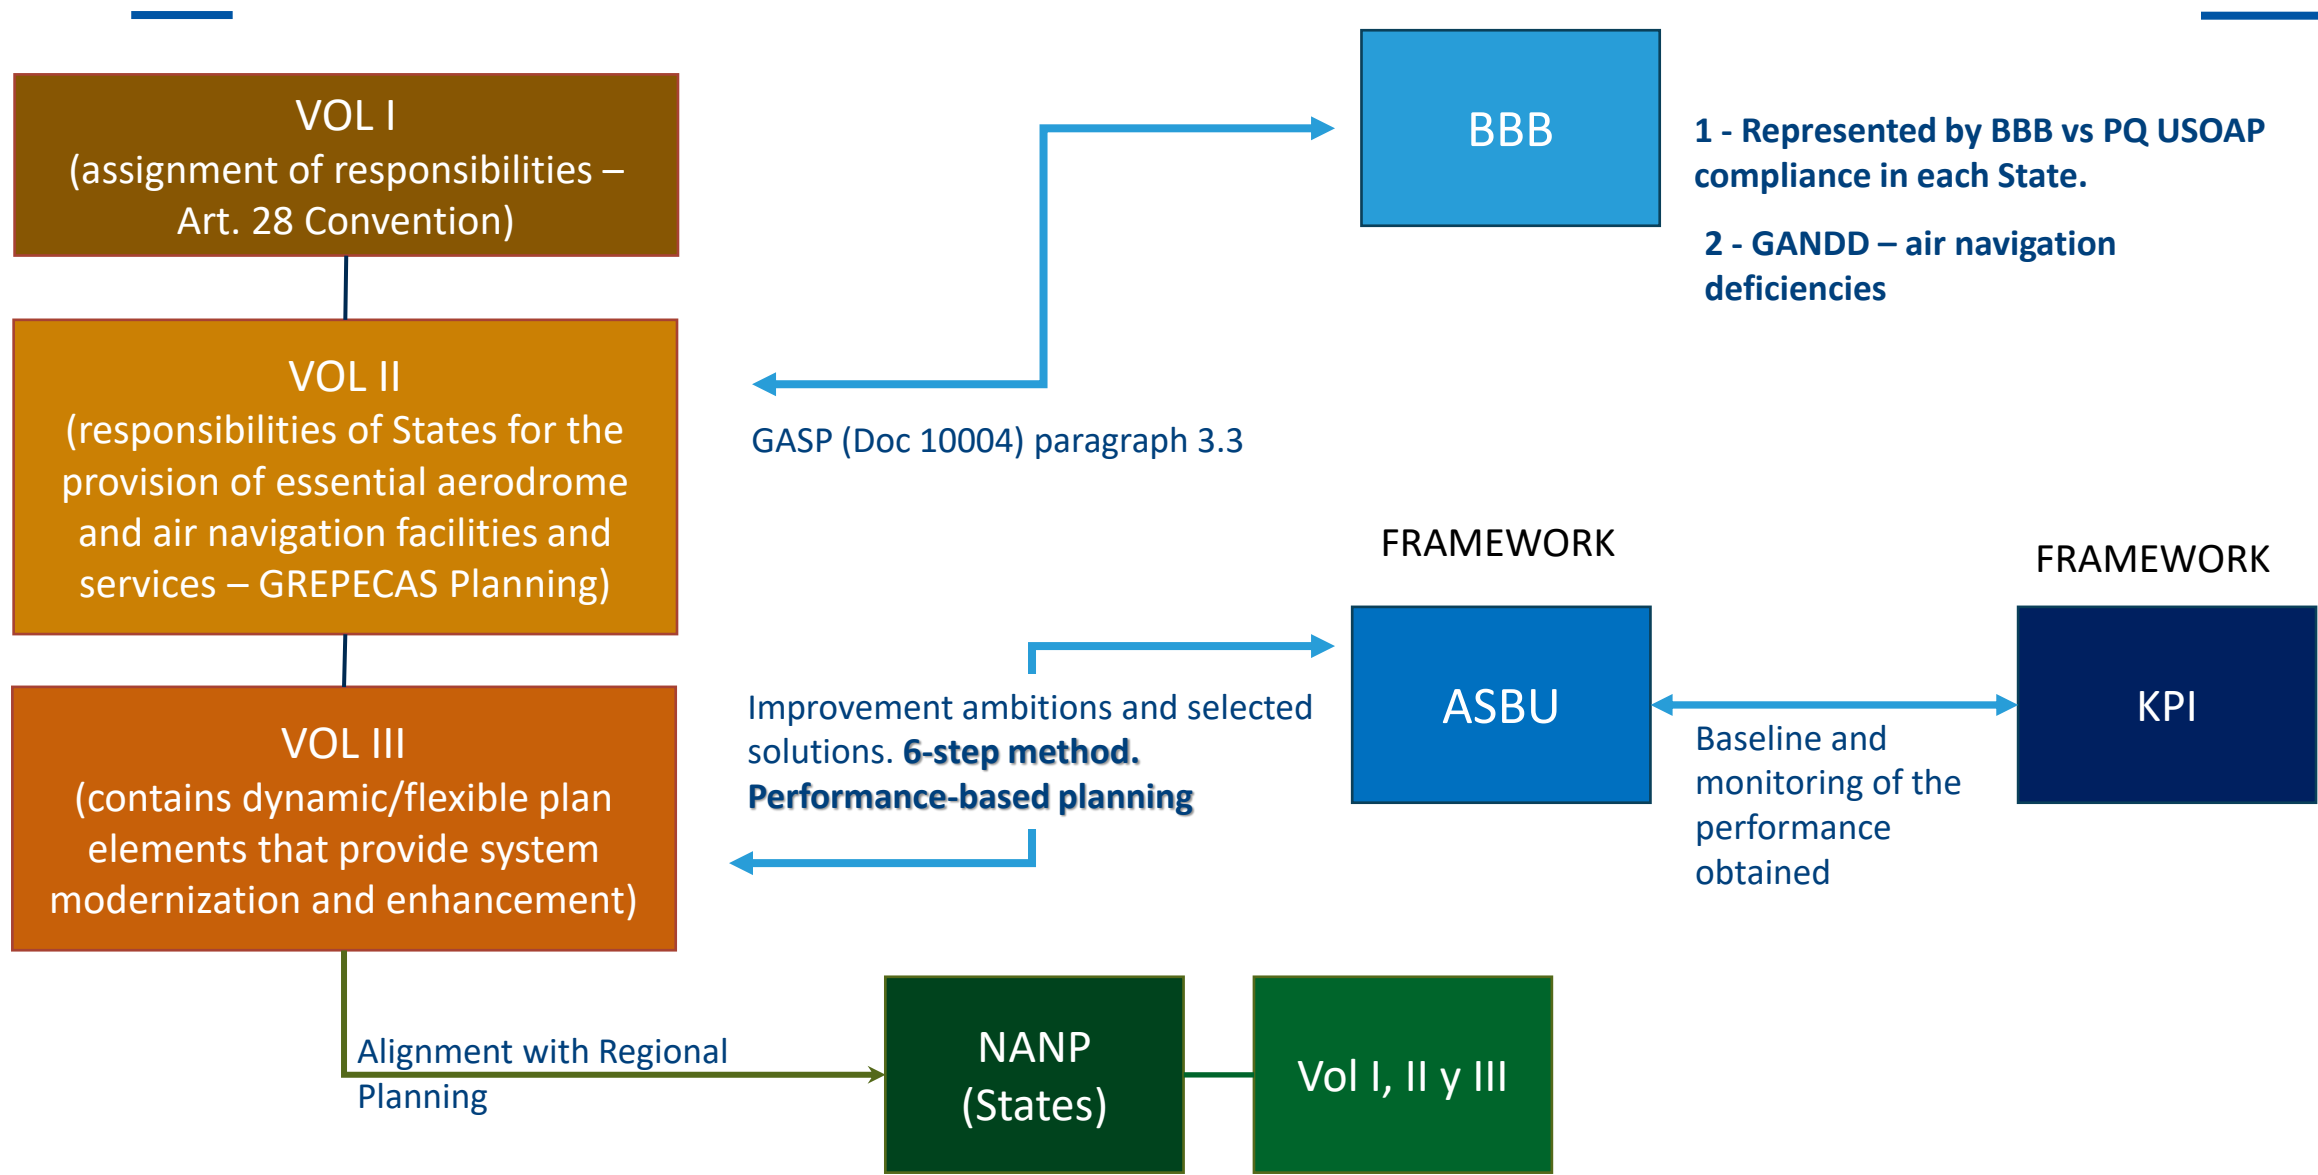 VOL I
(assignment of responsibilities –
Art. 28 Convention)
VOL II
(responsibilities of States for the
provision of essential aerodrome
and air navigation facilities and
services – GREPECAS Planning)
VOL III
(contains dynamic/flexible plan
elements that provide system
modernization and enhancement)
BBB
1 - Represented by BBB vs PQ USOAP
compliance in each State.
2 - GANDD – air navigation
deficiencies
GASP (Doc 10004) paragraph 3.3
FRAMEWORK
ASBU
FRAMEWORK
KPI
Improvement ambitions and selected
solutions. 6-step method.
Performance-based planning
Baseline and
monitoring of the
performance
obtained
Alignment with Regional
Planning
NANP
(States)
Vol I, II y III